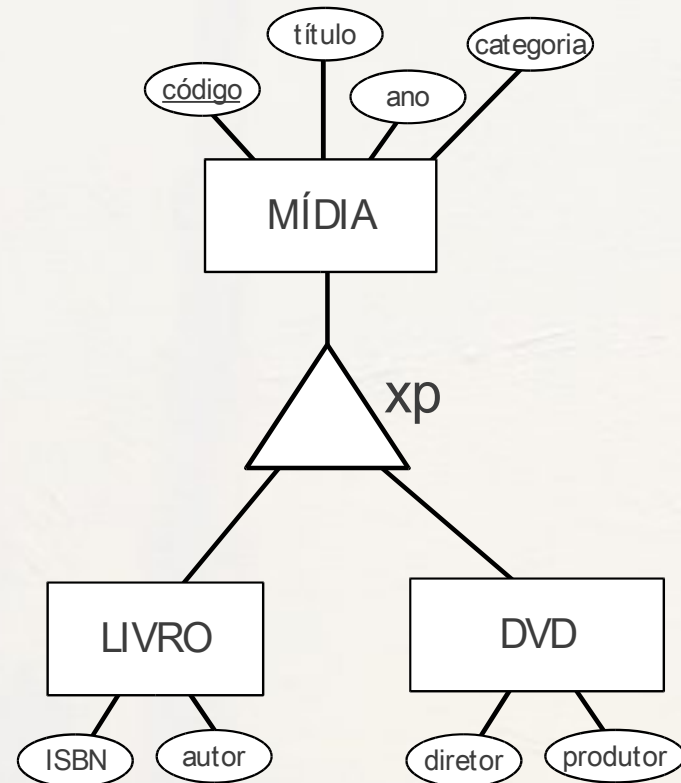 título
categoria
código
ano
MÍDIA
xp
LIVRO
DVD
ISBN
autor
diretor
produtor